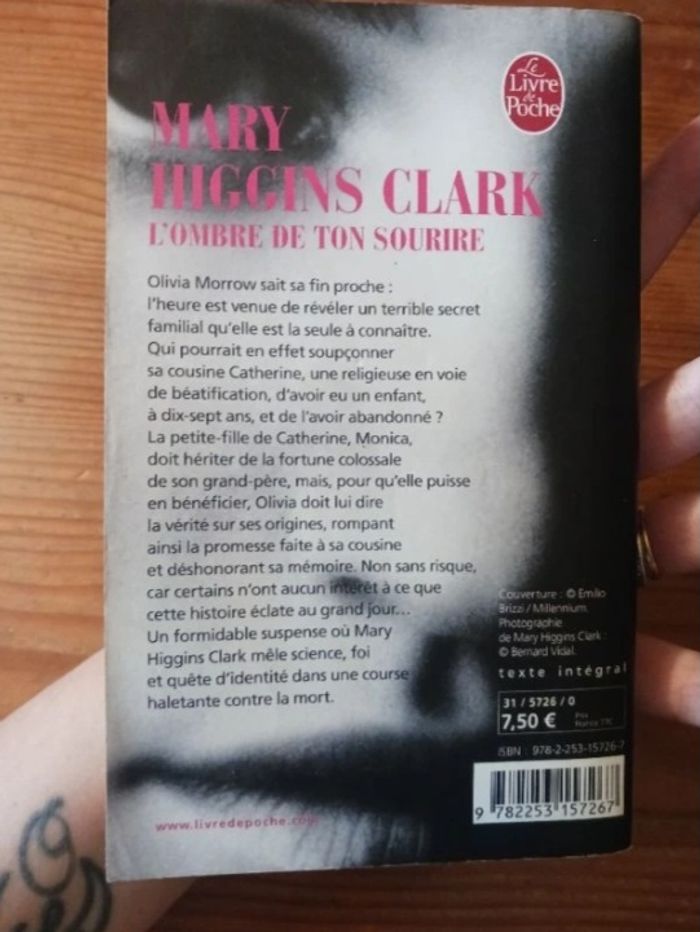 Le
Livre
de
Poche
MARY
HIGGINS CLARK
L'OMBRE DE TON SOURIRE
Olivia Morrow sait sa fin proche :
l'heure est venue de révéler un terrible secret
familial qu'elle est la seule à connaître.
Qui pourrait en effet soupçonner
sa cousine Catherine, une religieuse en voie
de béatification, d'avoir eu un enfant,
à dix-sept ans, et de l'avoir abandonné ?
La petite-fille de Catherine, Monica,
doit hériter de la fortune colossale
de son grand-père, mais, pour qu'elle puisse
en bénéficier, Olivia doit lui dire
la vérité sur ses origines, rompant
ainsi la promesse faite à sa cousine
et déshonorant sa mémoire. Non sans risque,
car certains n'ont aucun intérêt à ce que
cette histoire éclate au grand jour...
Un formidable suspense où Mary
Higgins Clark mêle science, foi
et quête d'identité dans une course
haletante contre la mort.
Couverture : © Emilio
Brizzi / Millennium.
Photographie
de Mary Higgins Clark :
© Bernard Vidal.
texte intégral
31 / 5726 / 0
7,50 € Prix
France TTC
ISBN : 978-2-253-15726-7
9 782253 157267
www.livredepoche.com